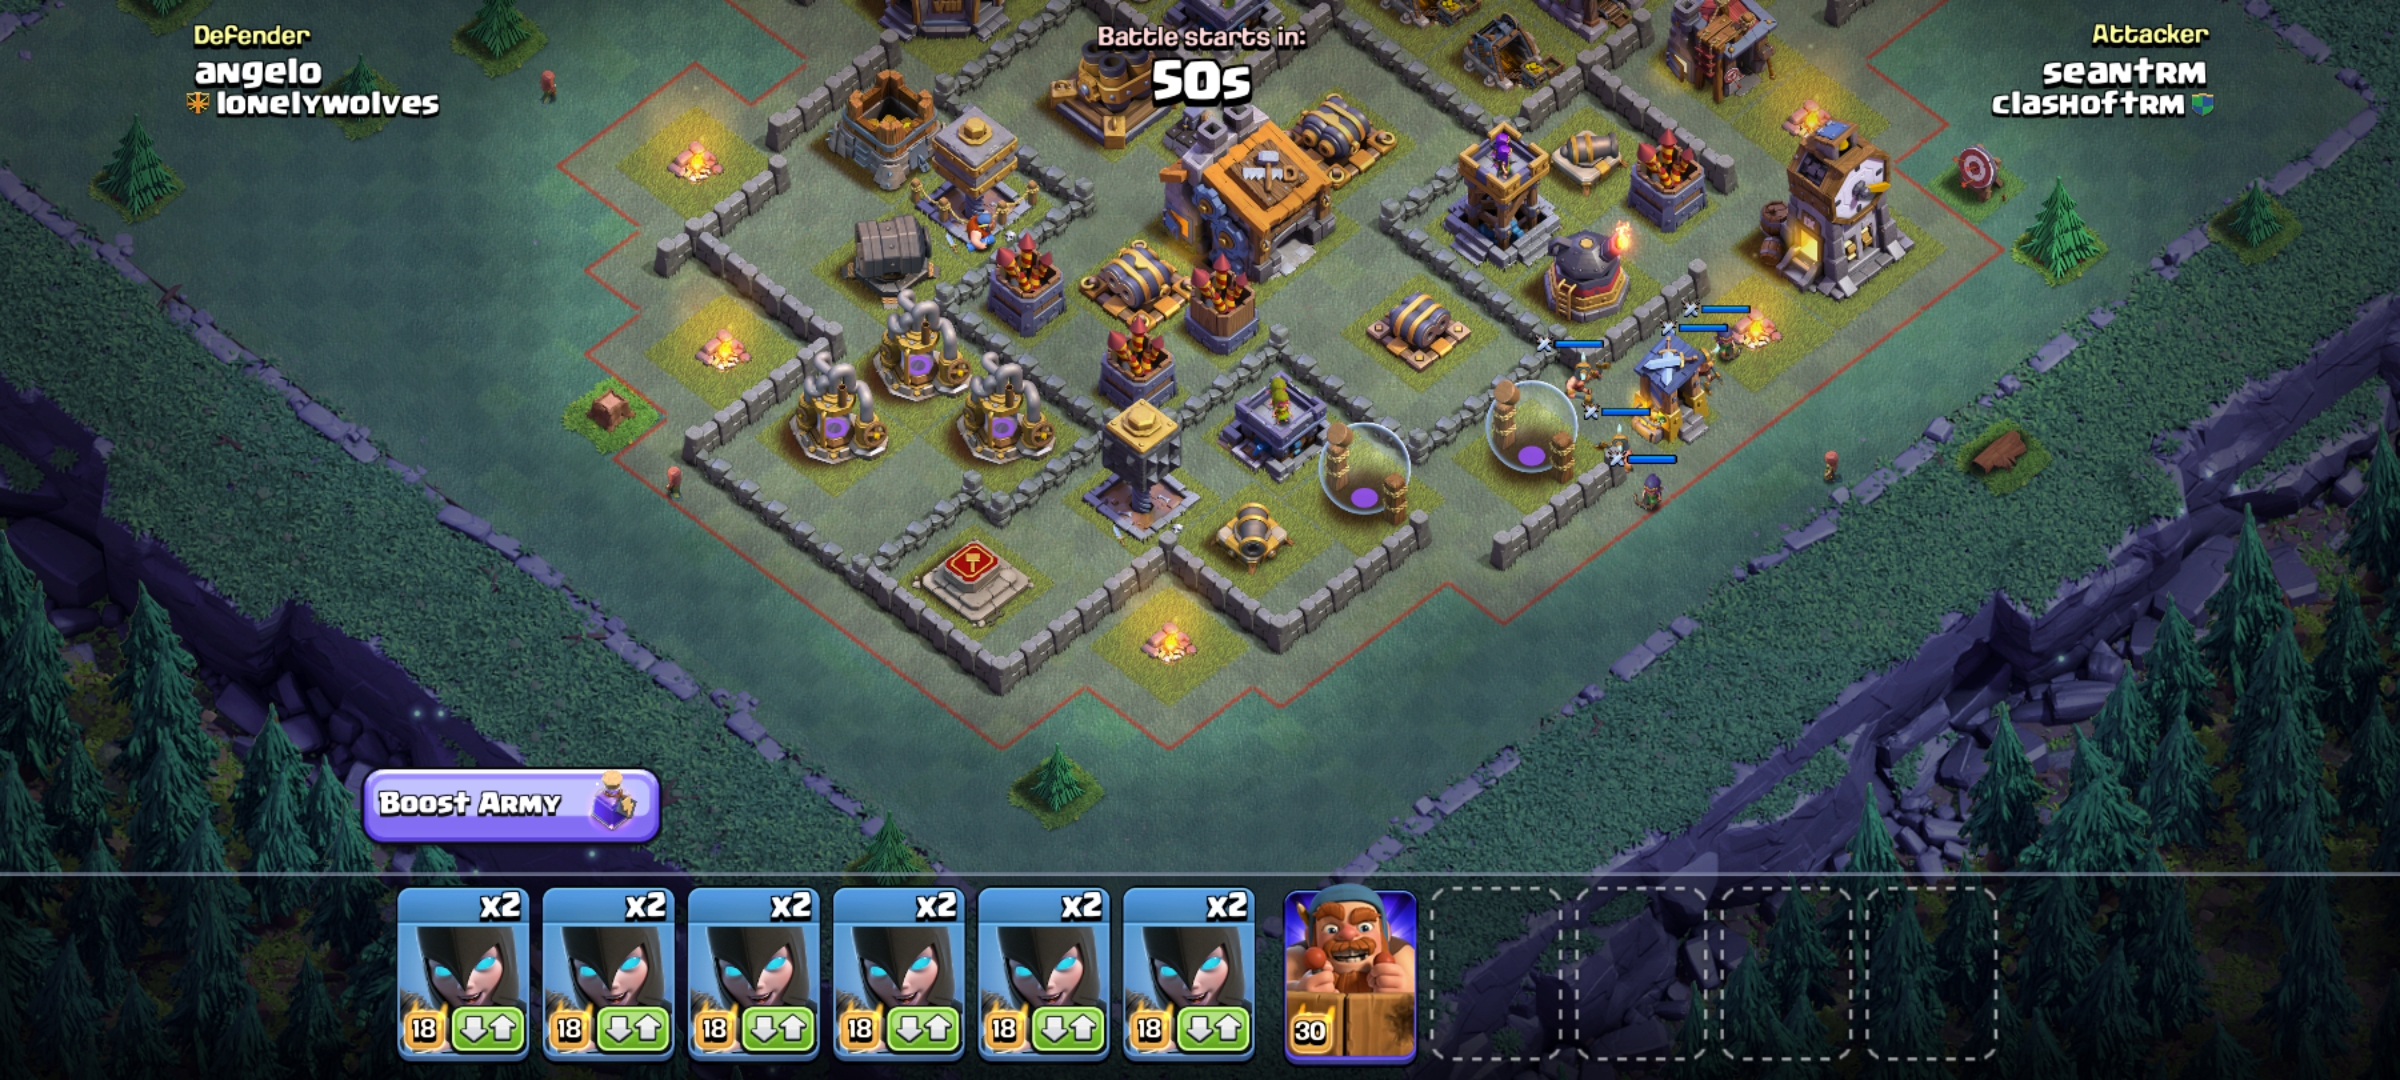 Defender
angelo
lonelywolves
Battle starts in:
50s
Attacker
seantRM
clashoftRM
Boost Army
x2
x2
x2
x2
x2
x2
18
18
18
18
18
18
30